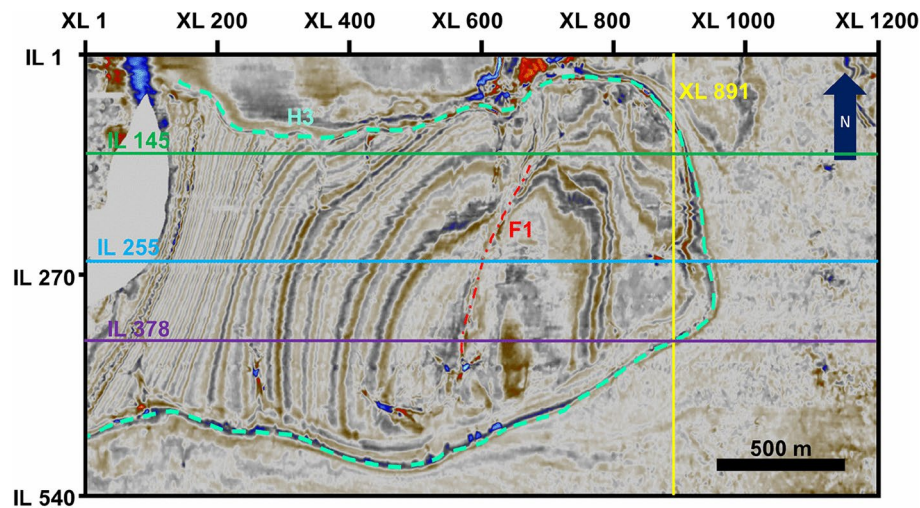 XL 1 XL 200 XL 400 XL 600 XL 800 XL 1000 XL 1200
IL 1
XL 891
H3
N
IL 145
F1
IL 255
IL 270
IL 378
500 m
IL 540